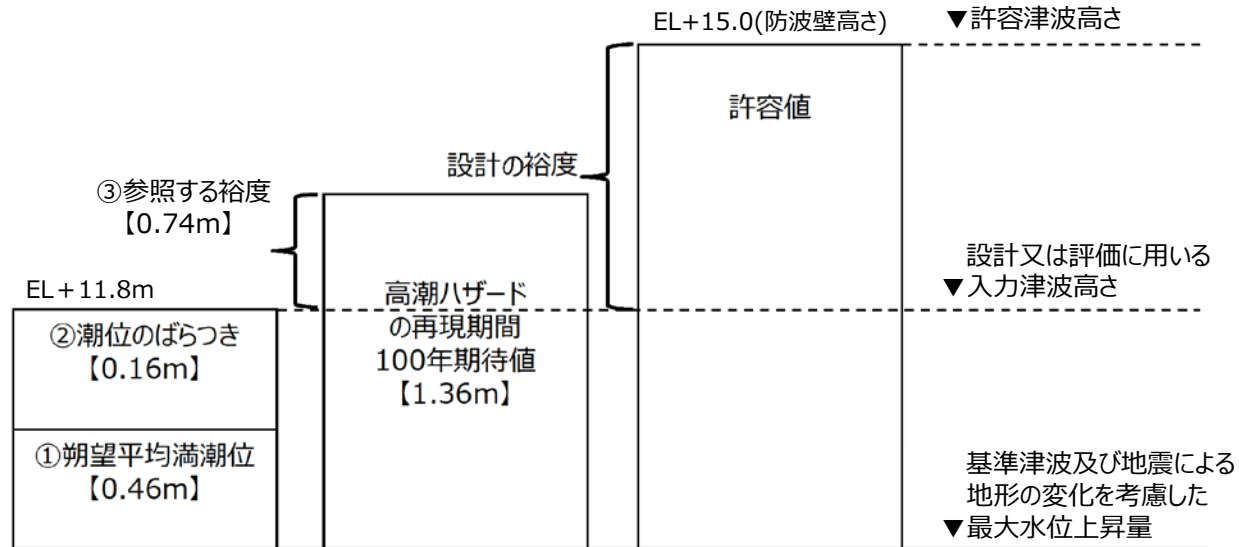 EL+15.0(防波壁高さ)
▼許容津波高さ
許容値
設計の裕度
③参照する裕度
【0.74m】
設計又は評価に用いる
▼入力津波高さ
EL+11.8m
高潮ハザード
の再現期間
100年期待値
【1.36m】
②潮位のばらつき
【0.16m】
①朔望平均満潮位
【0.46m】
基準津波及び地震による
地形の変化を考慮した
▼最大水位上昇量